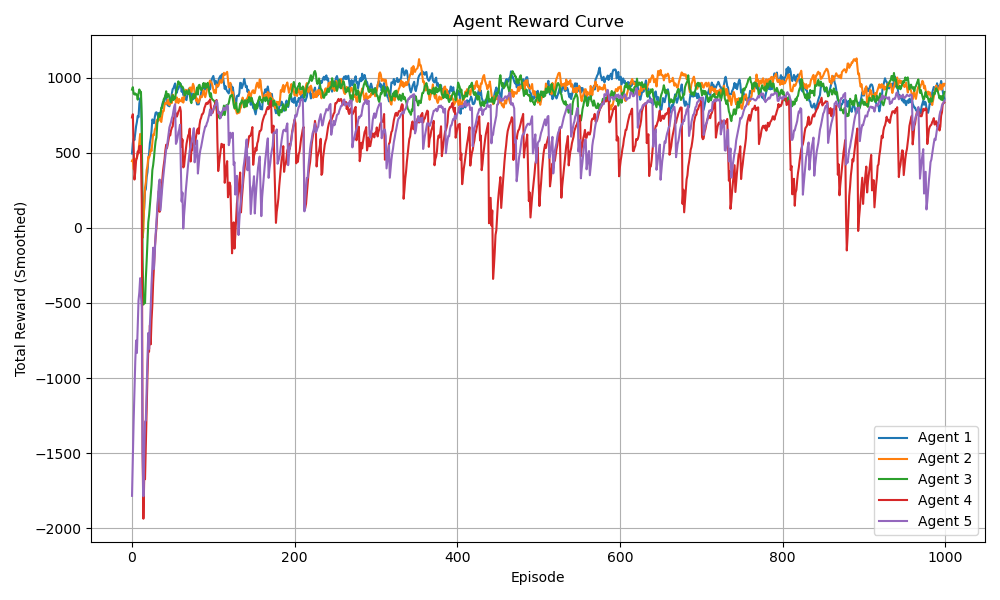 Agent Reward Curve
Total Reward (Smoothed)
1000
500
0
−500
−1000
−1500
−2000
0
200
400
600
800
1000
Episode
Agent 1
Agent 2
Agent 3
Agent 4
Agent 5